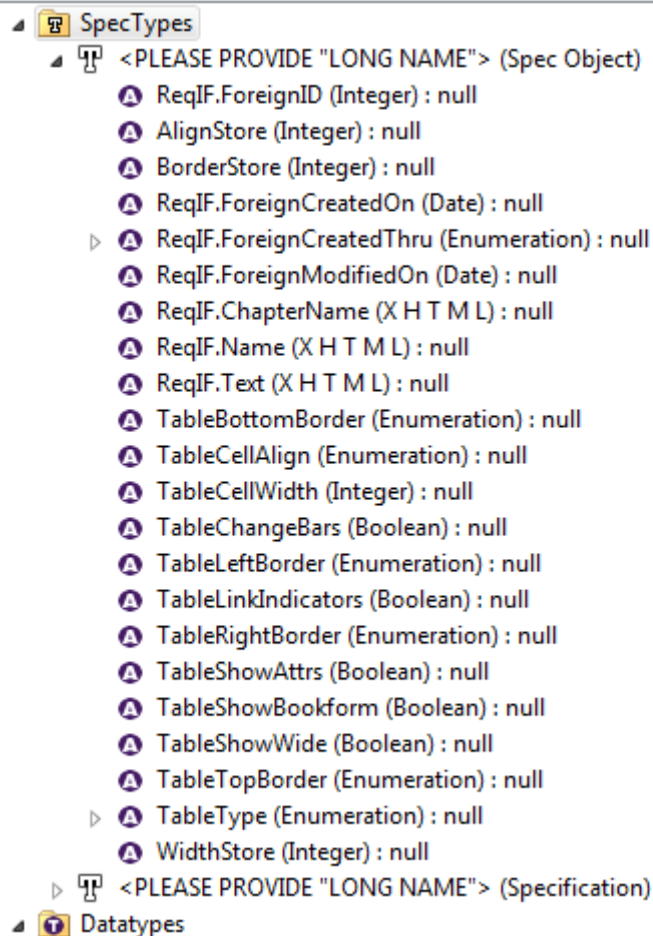 SpecTypes
<PLEASE PROVIDE "LONG NAME"> (Spec Object)
ReqIF.ForeignID (Integer) : null
AlignStore (Integer) : null
BorderStore (Integer) : null
ReqIF.ForeignCreatedOn (Date) : null
ReqIF.ForeignCreatedThru (Enumeration) : null
ReqIF.ForeignModifiedOn (Date) : null
ReqIF.ChapterName (X H T M L) : null
ReqIF.Name (X H T M L) : null
ReqIF.Text (X H T M L) : null
TableBottomBorder (Enumeration) : null
TableCellAlign (Enumeration) : null
TableCellWidth (Integer) : null
TableChangeBars (Boolean) : null
TableLeftBorder (Enumeration) : null
TableLinkIndicators (Boolean) : null
TableRightBorder (Enumeration) : null
TableShowAttrs (Boolean) : null
TableShowBookform (Boolean) : null
TableShowWide (Boolean) : null
TableTopBorder (Enumeration) : null
TableType (Enumeration) : null
WidthStore (Integer) : null
<PLEASE PROVIDE "LONG NAME"> (Specification)
Datatypes